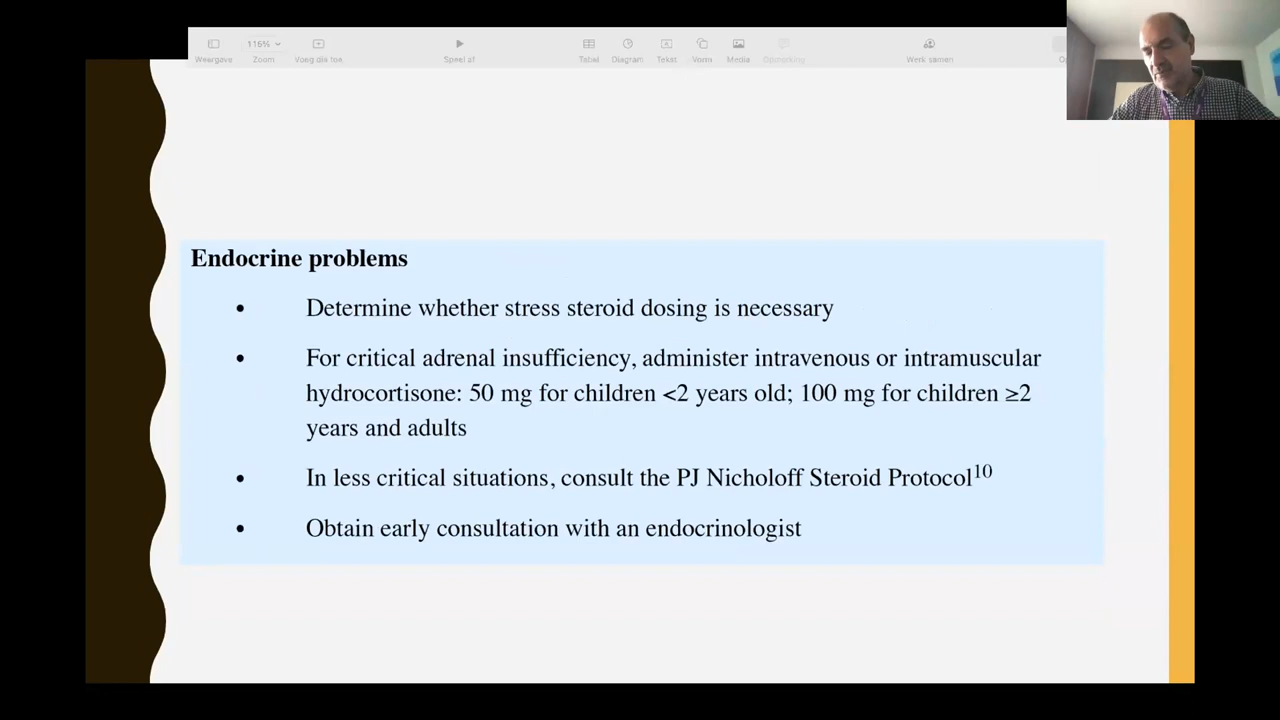 116%
Weergave Zoom Voeg dia toe Speel af Tabel Diagram Tekst Vorm Media Opmerking Werk samen
Endocrine problems
• Determine whether stress steroid dosing is necessary
• For critical adrenal insufficiency, administer intravenous or intramuscular
hydrocortisone: 50 mg for children <2 years old; 100 mg for children ≥2
years and adults
• In less critical situations, consult the PJ Nicholoff Steroid Protocol¹⁰
• Obtain early consultation with an endocrinologist